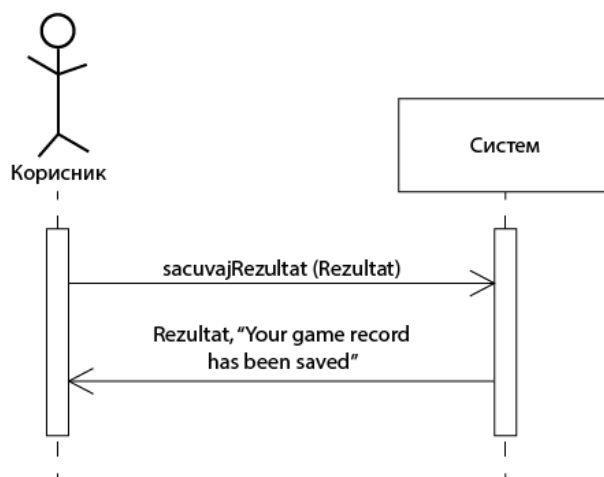 Корисник
Систем
sacuvajRezultat (Rezultat)
Rezultat, “Your game record
has been saved”